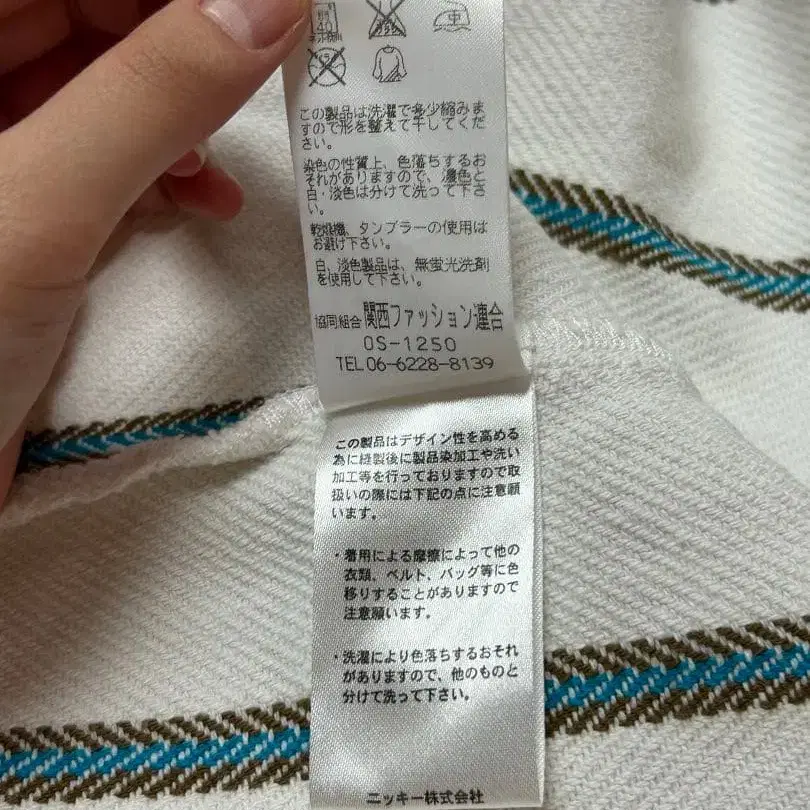 40
ネット使用
中
この製品は洗濯で多少縮みま
すので形を整えて干してくだ
さい。
染色の性質上、色落ちするお
それがありますので、濃色と
白・淡色は分けて洗って下さ
い。
乾燥機、タンブラーの使用は
お避け下さい。
白、淡色製品は、無蛍光洗剤
を使用して下さい。
協同組合 関西ファッション連合
OS-1250
TEL 06-6228-8139
この製品はデザイン性を高める
為に縫製後に製品染加工や洗い
加工等を行っておりますので取
扱いの際には下記の点に注意願
います。
・着用による摩擦によって他の
衣類、ベルト、バッグ等に色
移りすることがありますので
注意願います。
・洗濯により色落ちするおそれ
がありますので、他のものと
分けて洗って下さい。
ニッキー株式会社